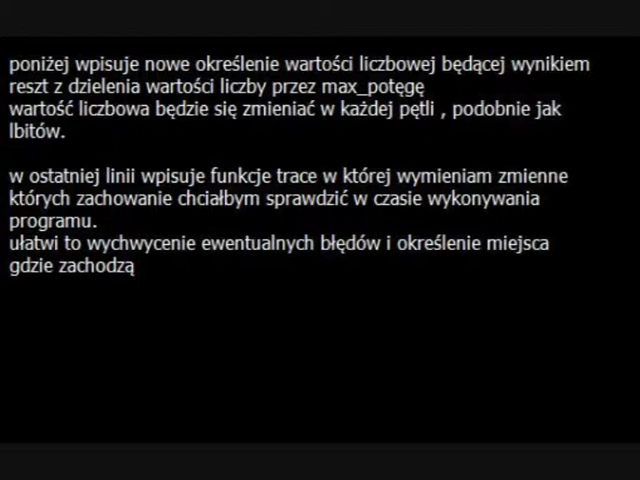 poniżej wpisuje nowe określenie wartości liczbowej będącej wynikiem
reszt z dzielenia wartości liczby przez max_potęgę
wartość liczbowa będzie się zmieniać w każdej pętli , podobnie jak
lbitów.
w ostatniej linii wpisuje funkcje trace w której wymieniam zmienne
których zachowanie chciałbym sprawdzić w czasie wykonywania
programu.
ułatwi to wychwycenie ewentualnych błędów i określenie miejsca
gdzie zachodzą